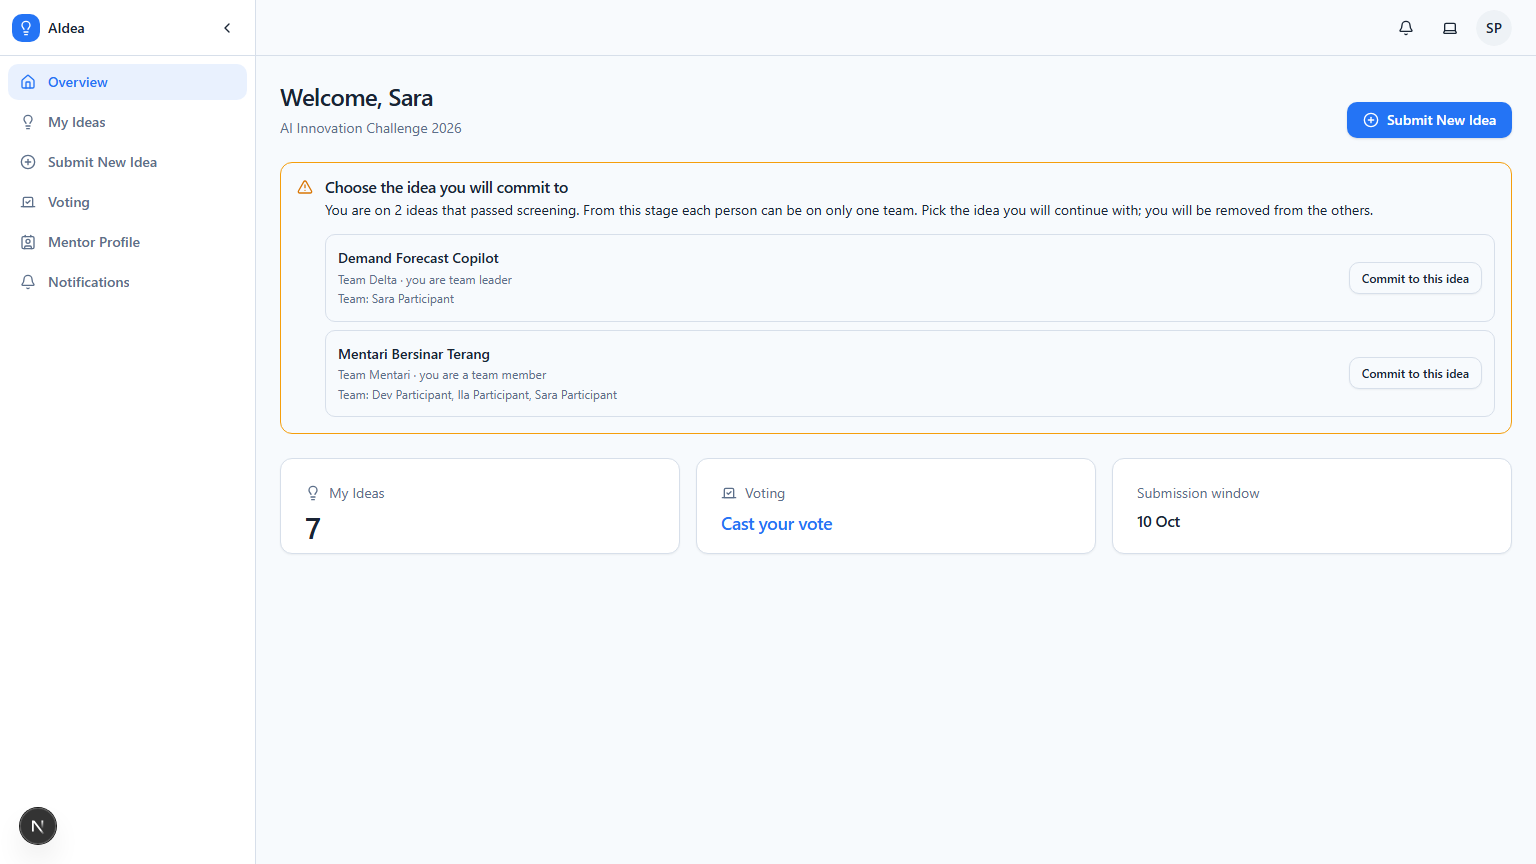 AIdea
SP
Overview
My Ideas
Submit New Idea
Voting
Mentor Profile
Notifications
Welcome, Sara
AI Innovation Challenge 2026
Submit New Idea
Choose the idea you will commit to
You are on 2 ideas that passed screening. From this stage each person can be on only one team. Pick the idea you will continue with; you will be removed from the others.
Demand Forecast Copilot
Team Delta · you are team leader
Team: Sara Participant
Commit to this idea
Mentari Bersinar Terang
Team Mentari · you are a team member
Team: Dev Participant, Ila Participant, Sara Participant
Commit to this idea
My Ideas
7
Voting
Cast your vote
Submission window
10 Oct
N